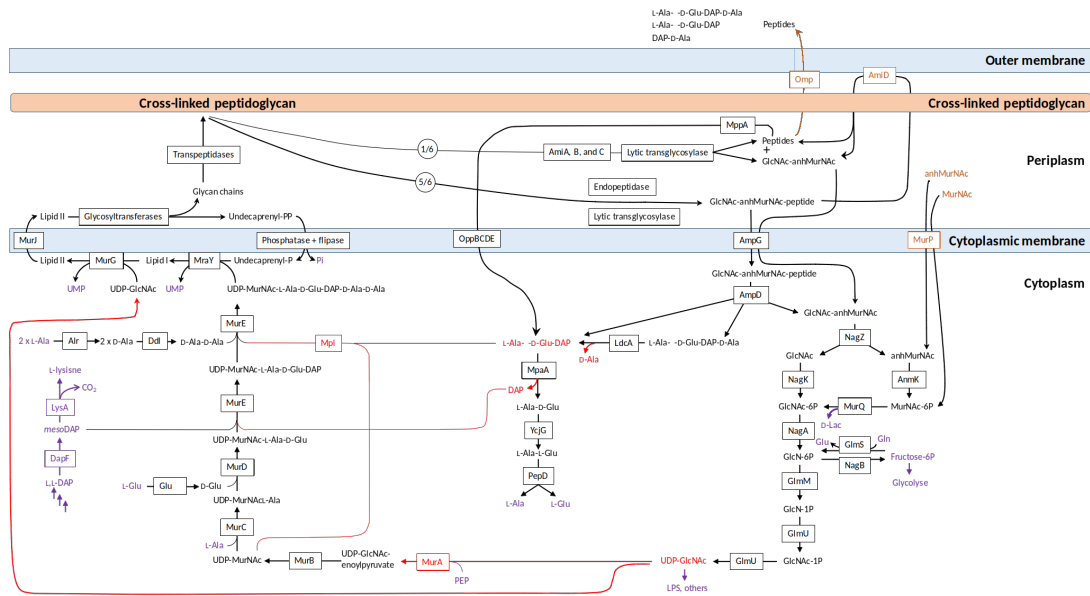 L-Ala- -D-Glu-DAP-D-Ala
L-Ala- -D-Glu-DAP
DAP-D-Ala
Peptides
Outer membrane
Omp
AmiD
Cross-linked peptidoglycan
Cross-linked peptidoglycan
MppA
Peptides
+
GlcNAc-anhMurNAc
Transpeptidases
1/6
AmiA, B, and C
Lytic transglycosylase
Periplasm
5/6
Endopeptidase
anhMurNAc
MurNAc
Glycan chains
GlcNAc-anhMurNAc-peptide
Lipid II
Glycosyltransferases
Undecaprenyl-PP
Lytic transglycosylase
MurJ
Phosphatase + flipase
OppBCDE
AmpG
MurP
Cytoplasmic membrane
Lipid II
MurG
Lipid I
MraY
Undecaprenyl-P
Pi
GlcNAc-anhMurNAc-peptide
Cytoplasm
UMP
UDP-GlcNAc
UMP
UDP-MurNAc-L-Ala-D-Glu-DAP-D-Ala-D-Ala
AmpD
GlcNAc-anhMurNAc
MurE
2 x L-Ala
Alr
2 x D-Ala
Ddl
D-Ala-D-Ala
Mpl
L-Ala- -D-Glu-DAP
LdcA
L-Ala- -D-Glu-DAP-D-Ala
NagZ
D-Ala
GlcNAc
anhMurNAc
L-lysisne
UDP-MurNAc-L-Ala-D-Glu-DAP
MpaA
NagK
AnmK
CO2
DAP
LysA
MurE
L-Ala-D-Glu
GlcNAc-6P
MurQ
MurNAc-6P
D-Lac
mesoDAP
YcjG
NagA
UDP-MurNAc-L-Ala-D-Glu
Glu
GlmS
Gln
DapF
L-Ala-L-Glu
GlcN-6P
Fructose-6P
MurD
NagB
L,L-DAP
L-Glu
Glu
D-Glu
PepD
GlmM
Glycolyse
UDP-MurNAcL-Ala
L-Ala
L-Glu
GlcN-1P
MurC
GlmU
L-Ala
UDP-MurNAc
MurB
UDP-GlcNAc-
enoylpyruvate
MurA
UDP-GlcNAc
GlmU
GlcNAc-1P
PEP
LPS, others